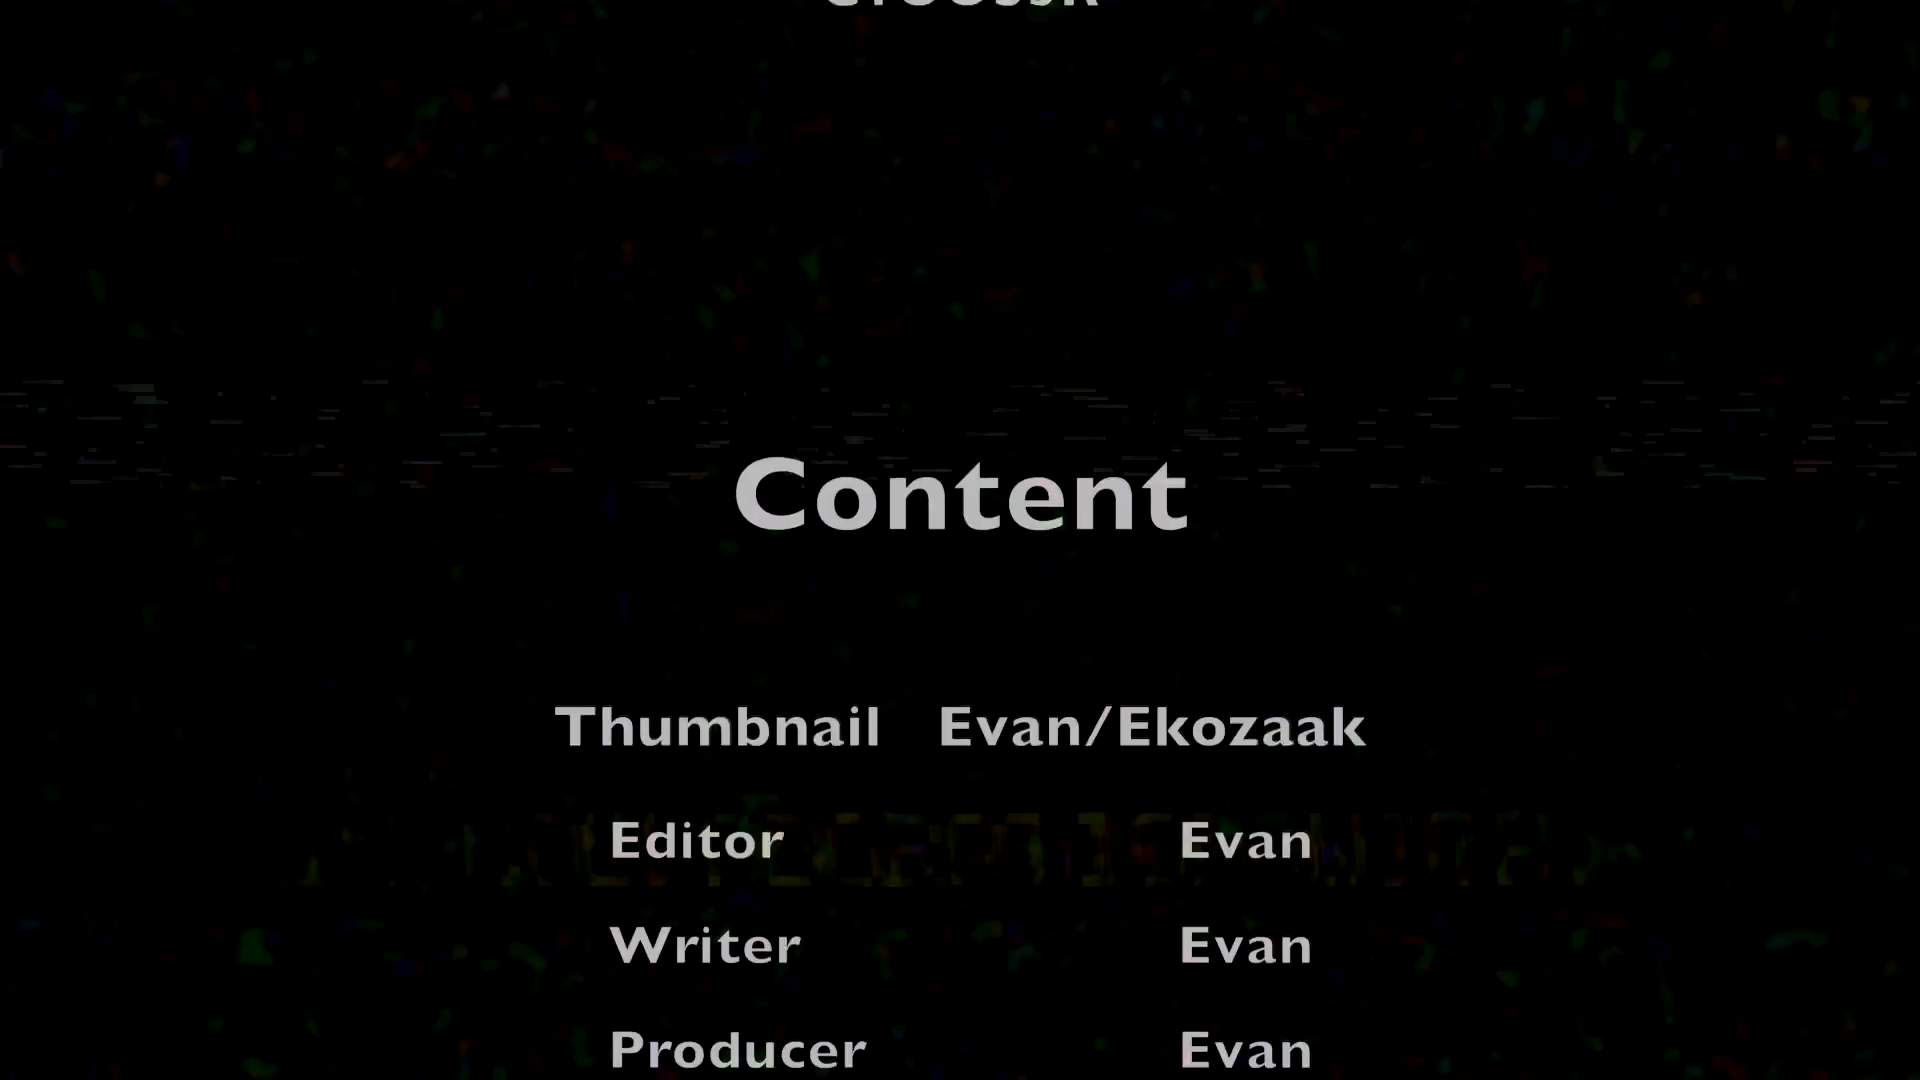 Content
Thumbnail Evan/Ekozaak
Editor Evan
Writer Evan
Producer Evan